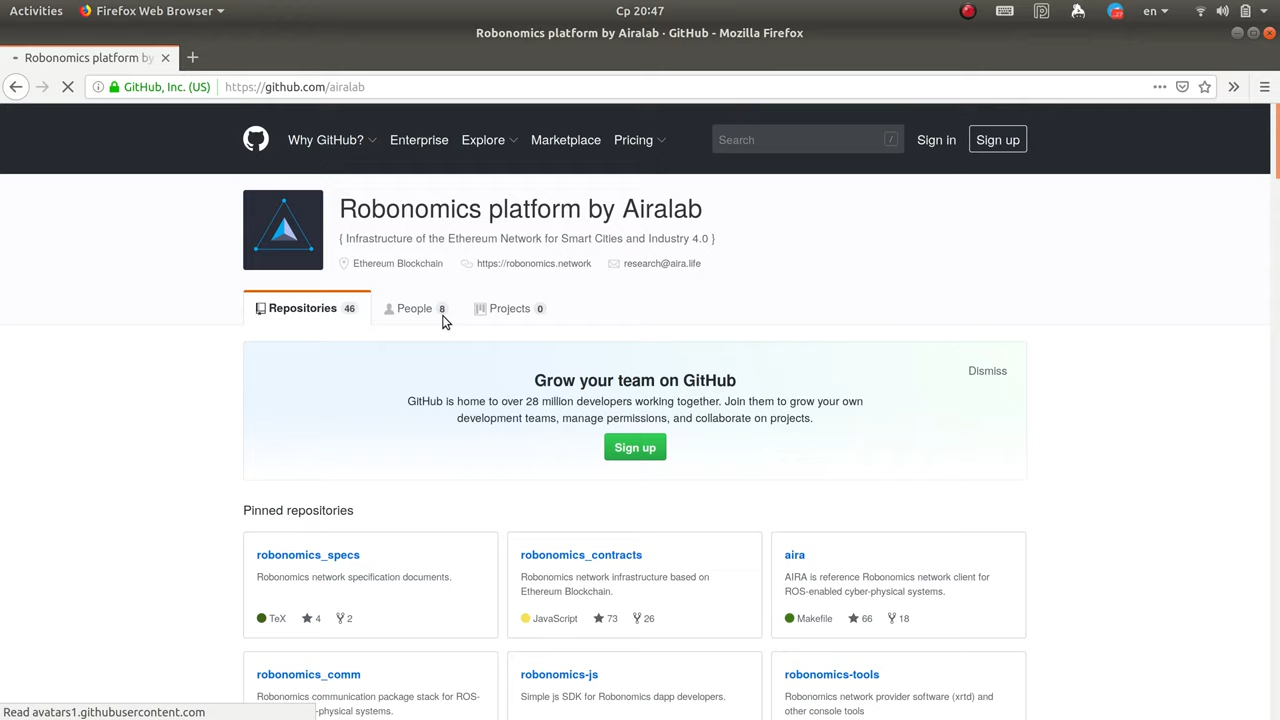 Activities Firefox Web Browser Ср 20:47 27 en
Robonomics platform by Airalab · GitHub - Mozilla Firefox
Robonomics platform by
GitHub, Inc. (US) https://github.com/airalab
Why GitHub? Enterprise Explore Marketplace Pricing Search / Sign in Sign up
Robonomics platform by Airalab
{ Infrastructure of the Ethereum Network for Smart Cities and Industry 4.0 }
Ethereum Blockchain https://robonomics.network research@aira.life
Repositories 46 People 8 Projects 0
Dismiss
Grow your team on GitHub
GitHub is home to over 28 million developers working together. Join them to grow your own
development teams, manage permissions, and collaborate on projects.
Sign up
Pinned repositories
robonomics_specs
Robonomics network specification documents.
TeX 4 2
robonomics_contracts
Robonomics network infrastructure based on
Ethereum Blockchain.
JavaScript 73 26
aira
AIRA is reference Robonomics network client for
ROS-enabled cyber-physical systems.
Makefile 66 18
robonomics_comm
Robonomics communication package stack for ROS-
-physical systems.
robonomics-js
Simple js SDK for Robonomics dapp developers.
robonomics-tools
Robonomics network provider software (xrtd) and
other console tools
Read avatars1.githubusercontent.com